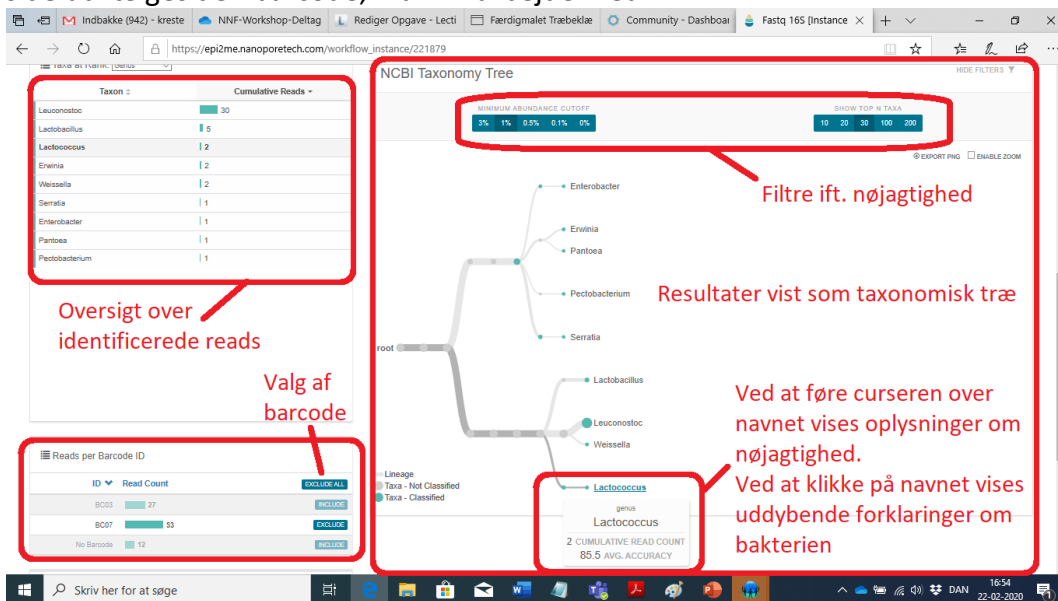 Indbakke (942) - kreste
NNF-Workshop-Deltag
Rediger Opgave - Lecti
Færdigmalet Træbeklæ
Community - Dashboar
Fastq 16S [Instance
https://epi2me.nanoporetech.com/workflow_instance/221879
Taxa at Rank: Genus
Taxon
Cumulative Reads
Leuconostoc 30
Lactobacillus 5
Lactococcus 2
Erwinia 2
Weissella 2
Serratia 1
Enterobacter 1
Pantoea 1
Pectobacterium 1
Oversigt over
identificerede reads
Valg af
barcode
Reads per Barcode ID
ID Read Count EXCLUDE ALL
BC03 27 INCLUDE
BC07 53 EXCLUDE
No Barcode 12 INCLUDE
NCBI Taxonomy Tree
HIDE FILTERS
MINIMUM ABUNDANCE CUTOFF
3% 1% 0.5% 0.1% 0%
SHOW TOP N TAXA
10 20 30 100 200
EXPORT PNG ENABLE ZOOM
Filtre ift. nøjagtighed
Enterobacter
Erwinia
Pantoea
Pectobacterium
Serratia
Resultater vist som taxonomisk træ
root
Lactobacillus
Leuconostoc
Weissella
Lactococcus
Lineage
Taxa - Not Classified
Taxa - Classified
genus
Lactococcus
2 CUMULATIVE READ COUNT
85.5 AVG. ACCURACY
Ved at føre curseren over
navnet vises oplysninger om
nøjagtighed.
Ved at klikke på navnet vises
uddybende forklaringer om
bakterien
Skriv her for at søge
DAN
16:54
22-02-2020